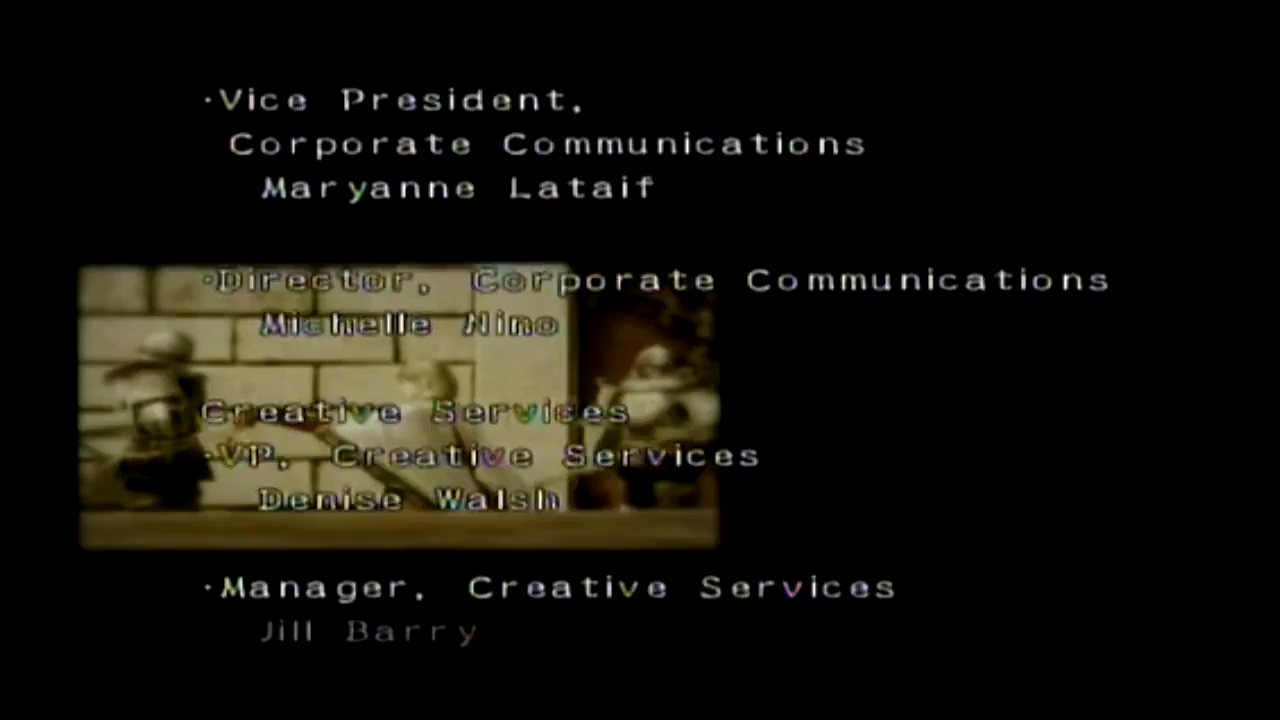 ·Vice President,
Corporate Communications
Maryanne Lataif
·Director, Corporate Communications
Michelle Nino
Creative Services
·VP, Creative Services
Denise Walsh
·Manager, Creative Services
Jill Barry